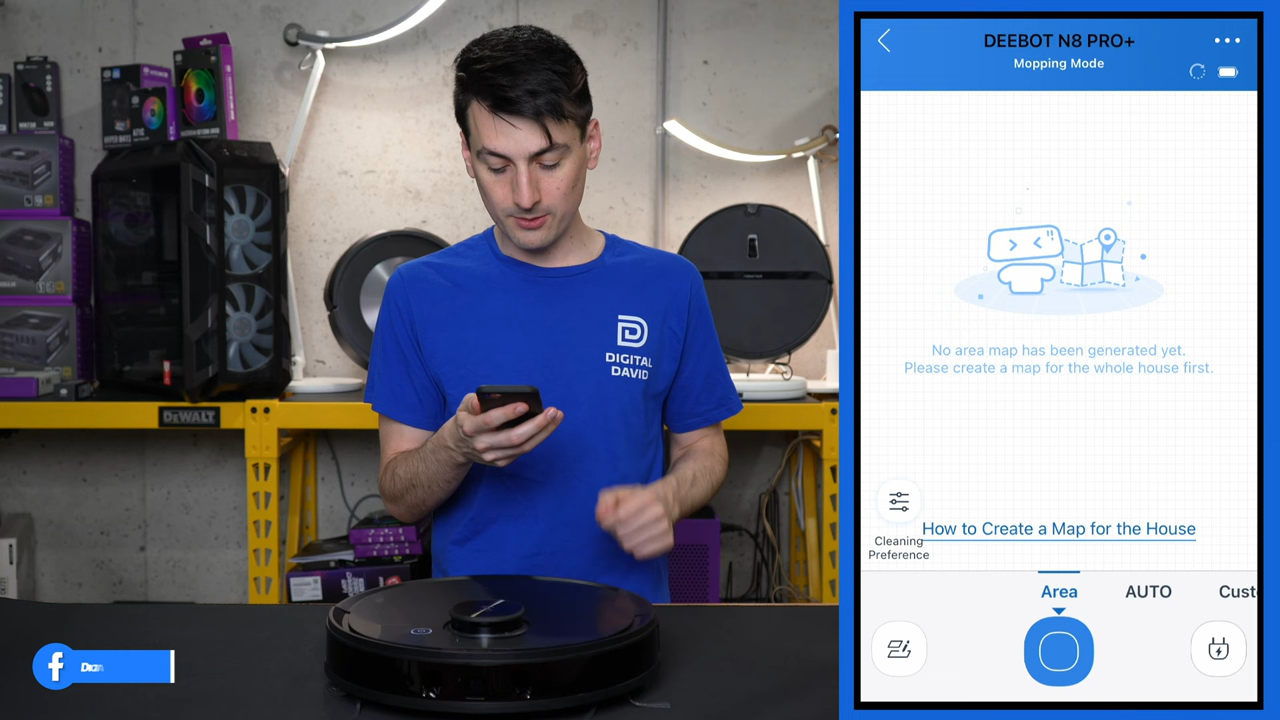 DIGITAL
DAVID
DEWALT
DEEBOT N8 PRO+
Mopping Mode
No area map has been generated yet.
Please create a map for the whole house first.
How to Create a Map for the House
Cleaning
Preference
Area
AUTO
Cust